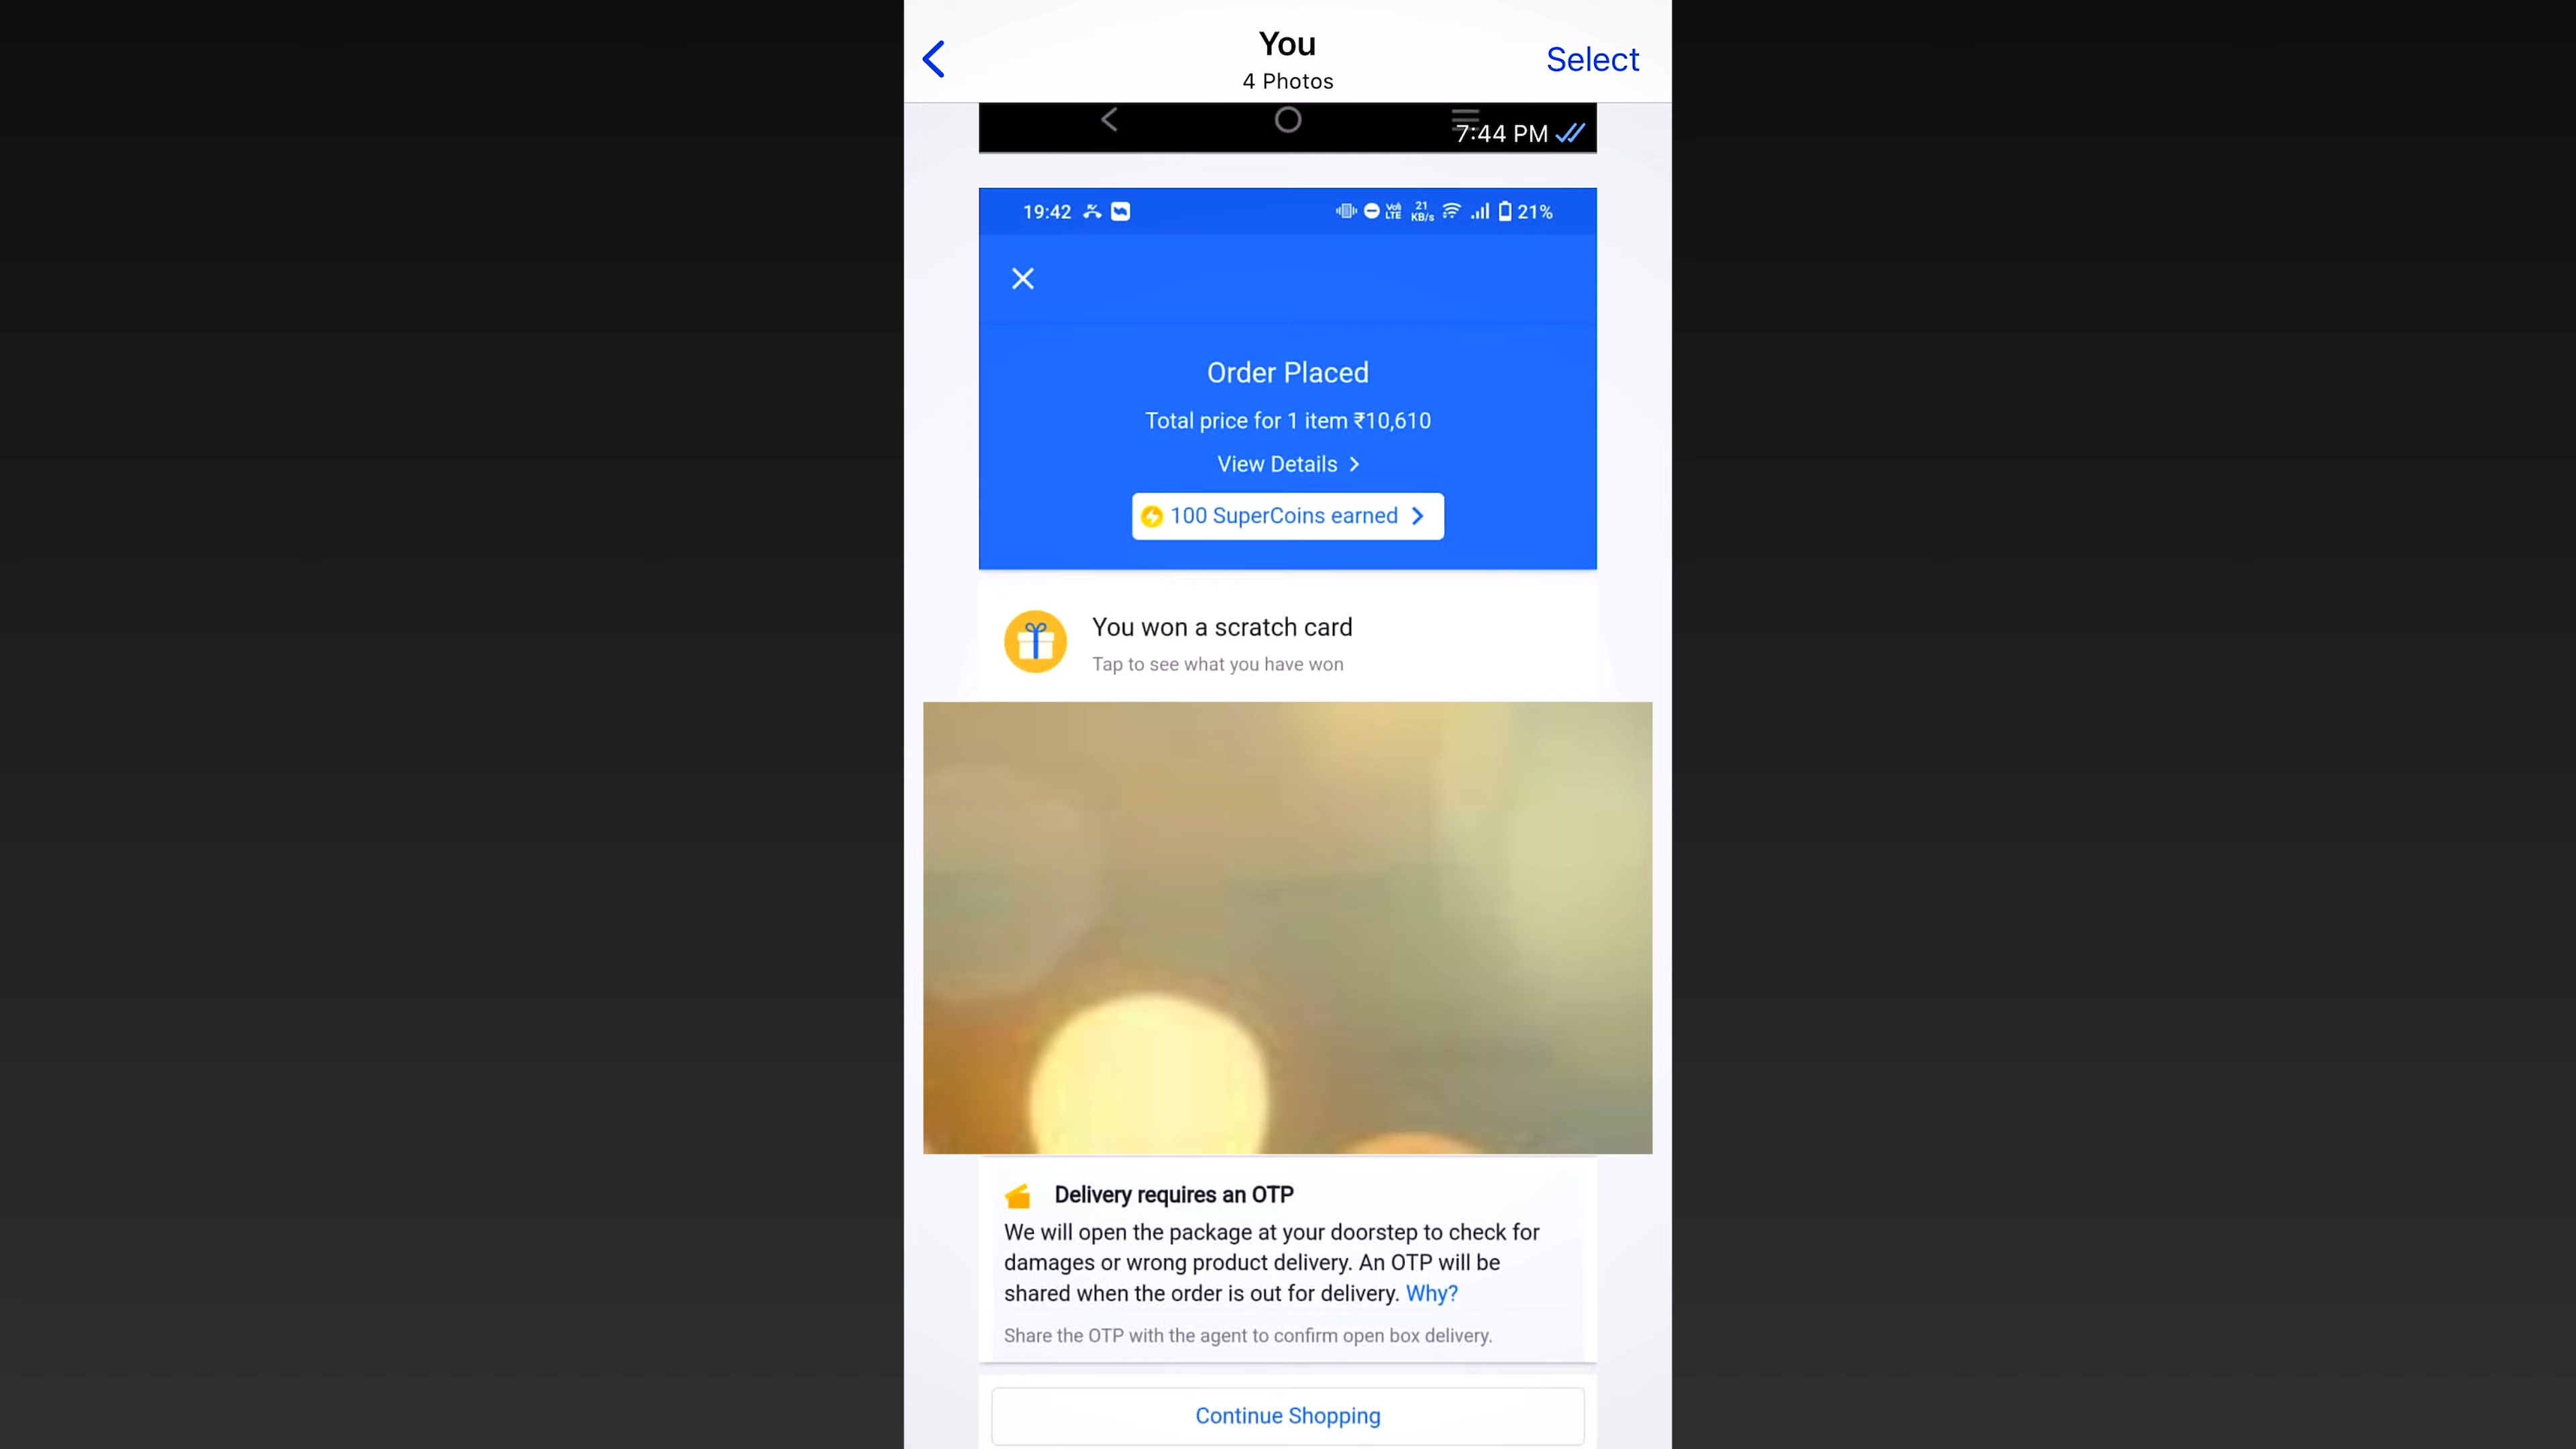 You
Select
4 Photos
7:44 PM
19:42
Vo)) LTE
21 KB/s
21%
Order Placed
Total price for 1 item ₹10,610
View Details
100 SuperCoins earned
You won a scratch card
Tap to see what you have won
Delivery requires an OTP
We will open the package at your doorstep to check for
damages or wrong product delivery. An OTP will be
shared when the order is out for delivery. Why?
Share the OTP with the agent to confirm open box delivery.
Continue Shopping